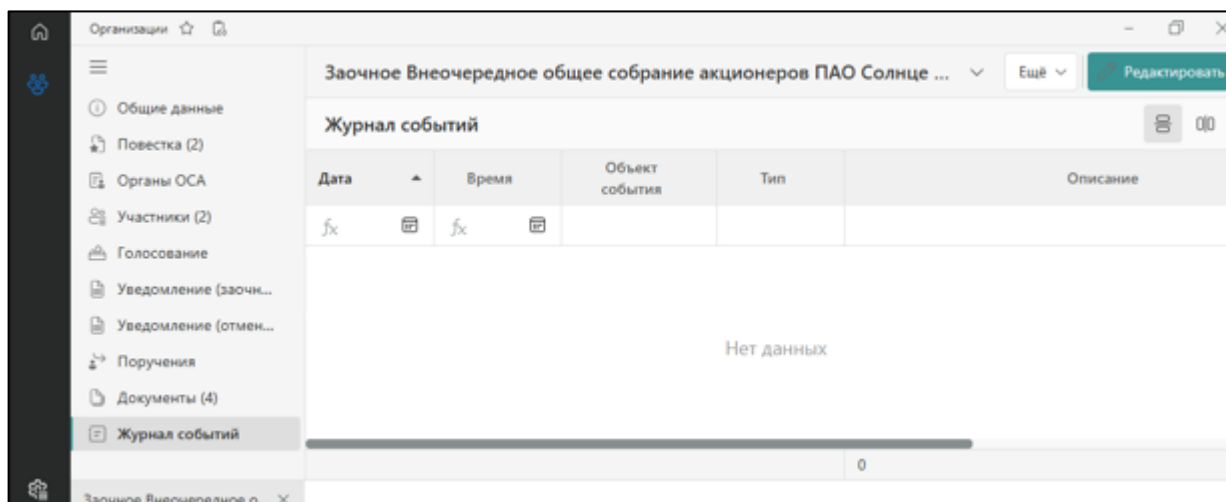 Организации
Заочное Внеочередное общее собрание акционеров ПАО Солнце ...
Ещё
Редактировать
Общие данные
Повестка (2)
Органы ОСА
Участники (2)
Голосование
Уведомление (заочн...
Уведомление (отмен...
Поручения
Документы (4)
Журнал событий
Журнал событий
Дата
Время
Объект
события
Тип
Описание
fx
fx
Нет данных
0
Заочное Внеочередное о...